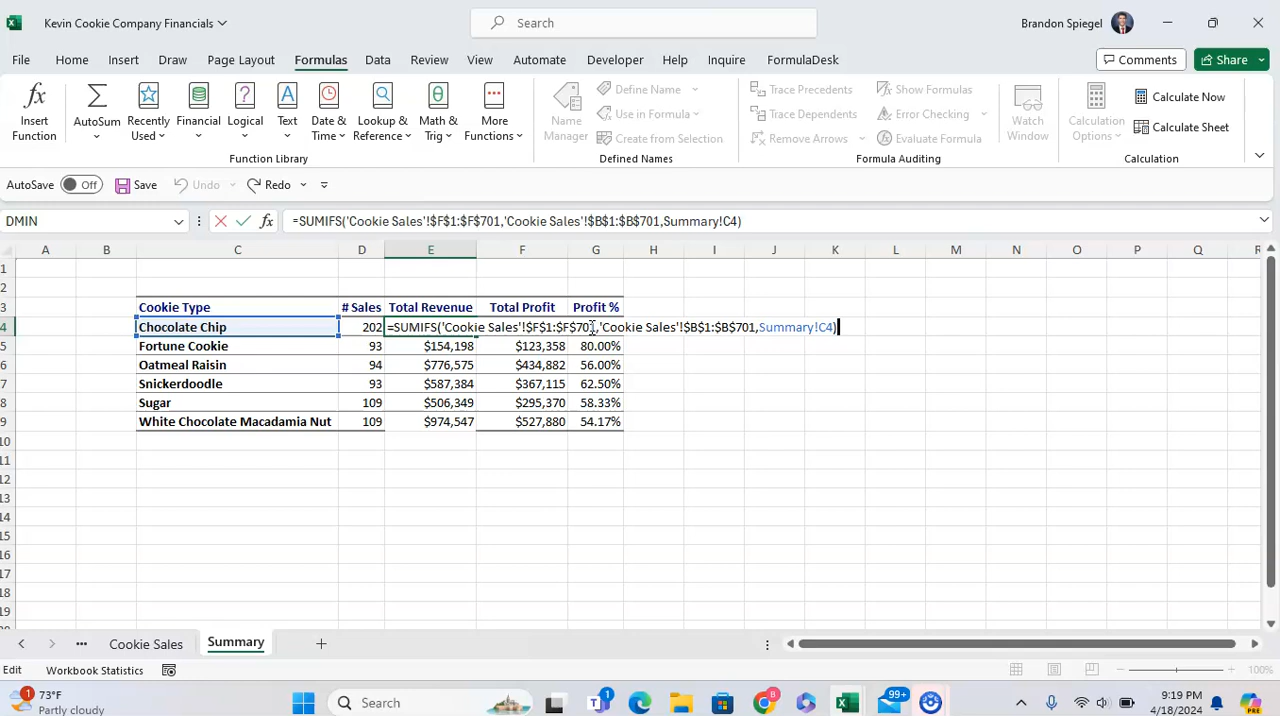 Kevin Cookie Company Financials
Search
Brandon Spiegel
File Home Insert Draw Page Layout Formulas Data Review View Automate Developer Help Inquire FormulaDesk
Comments Share
Insert Function
AutoSum
Recently Used
Financial
Logical
Text
Date & Time
Lookup & Reference
Math & Trig
More Functions
Function Library
Name Manager
Define Name
Use in Formula
Create from Selection
Defined Names
Trace Precedents
Trace Dependents
Remove Arrows
Show Formulas
Error Checking
Evaluate Formula
Formula Auditing
Watch Window
Calculation Options
Calculate Now
Calculate Sheet
Calculation
AutoSave Off Save Undo Redo
DMIN fx =SUMIFS('Cookie Sales'!$F$1:$F$701,'Cookie Sales'!$B$1:$B$701,Summary!C4)
A B C D E F G H I J K L M N O P Q R
1
2
3 Cookie Type # Sales Total Revenue Total Profit Profit %
4 Chocolate Chip 202 =SUMIFS('Cookie Sales'!$F$1:$F$701,'Cookie Sales'!$B$1:$B$701,Summary!C4)
5 Fortune Cookie 93 $154,198 $123,358 80.00%
6 Oatmeal Raisin 94 $776,575 $434,882 56.00%
7 Snickerdoodle 93 $587,384 $367,115 62.50%
8 Sugar 109 $506,349 $295,370 58.33%
9 White Chocolate Macadamia Nut 109 $974,547 $527,880 54.17%
10
11
12
13
14
15
16
17
18
19
... Cookie Sales Summary +
Edit Workbook Statistics 100%
1 73°F
Partly cloudy
Search
1
8
99+
9:19 PM
4/18/2024